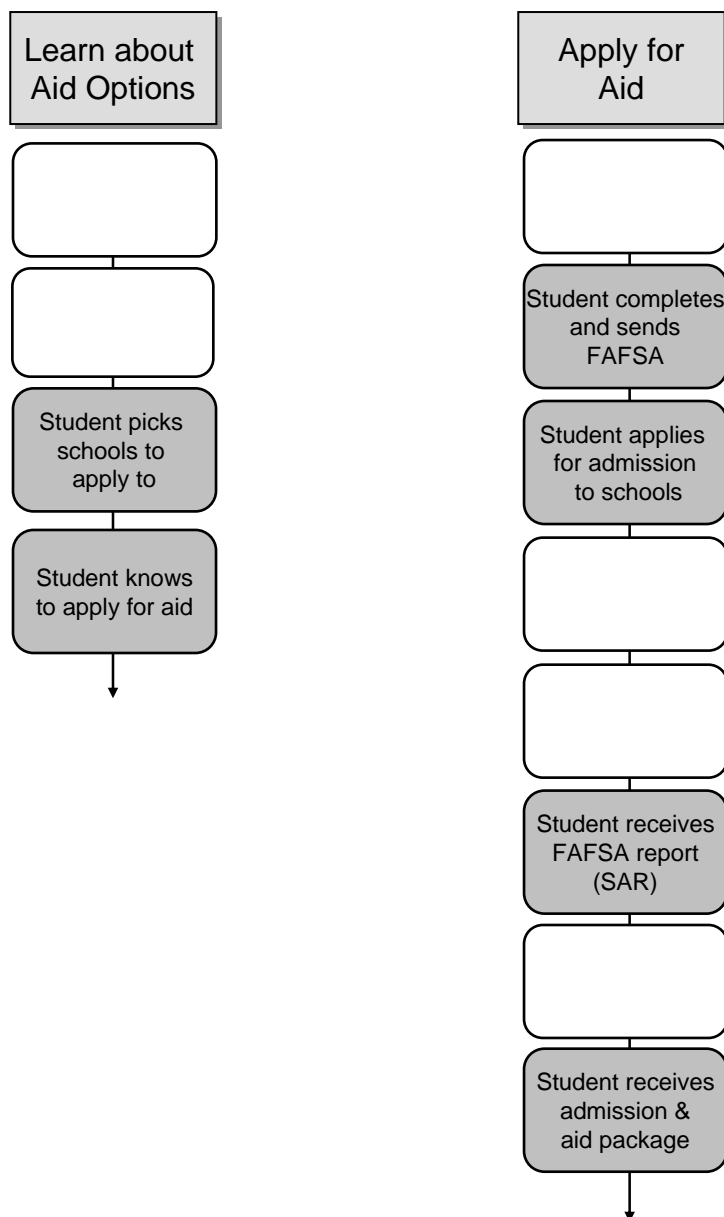 Learn about
Aid Options
Student picks
schools to
apply to
Student knows
to apply for aid
Apply for
Aid
Student completes
and sends
FAFSA
Student applies
for admission
to schools
Student receives
FAFSA report
(SAR)
Student receives
admission &
aid package